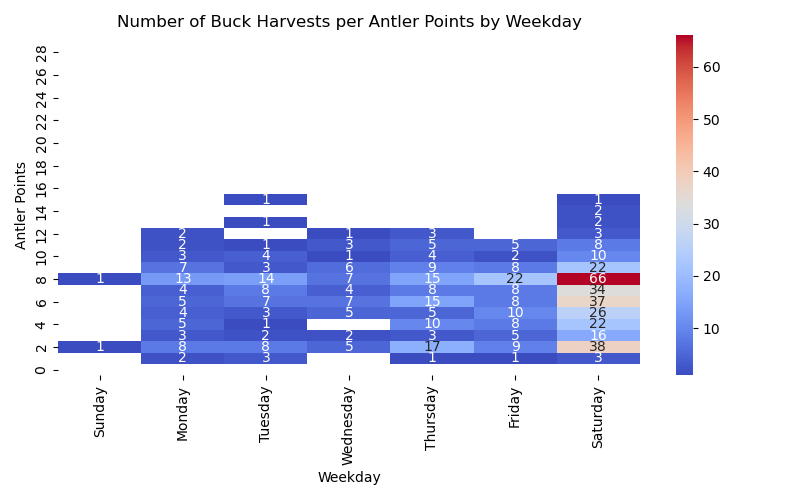 Number of Buck Harvests per Antler Points by Weekday
Antler Points
28
26
24
22
20
18
16
1 1
14 2
1 2
12 2 1 3 3
2 1 3 5 5 8
10 3 4 1 4 2 10
7 3 6 9 8 22
8 1 13 14 7 15 22 66
4 8 4 8 8 34
6 5 7 7 15 8 37
4 3 5 5 10 26
4 5 1 10 8 22
3 2 2 3 5 16
2 1 8 8 5 17 9 38
2 3 1 1 3
0
Sunday Monday Tuesday Wednesday Thursday Friday Saturday
Weekday
60
50
40
30
20
10